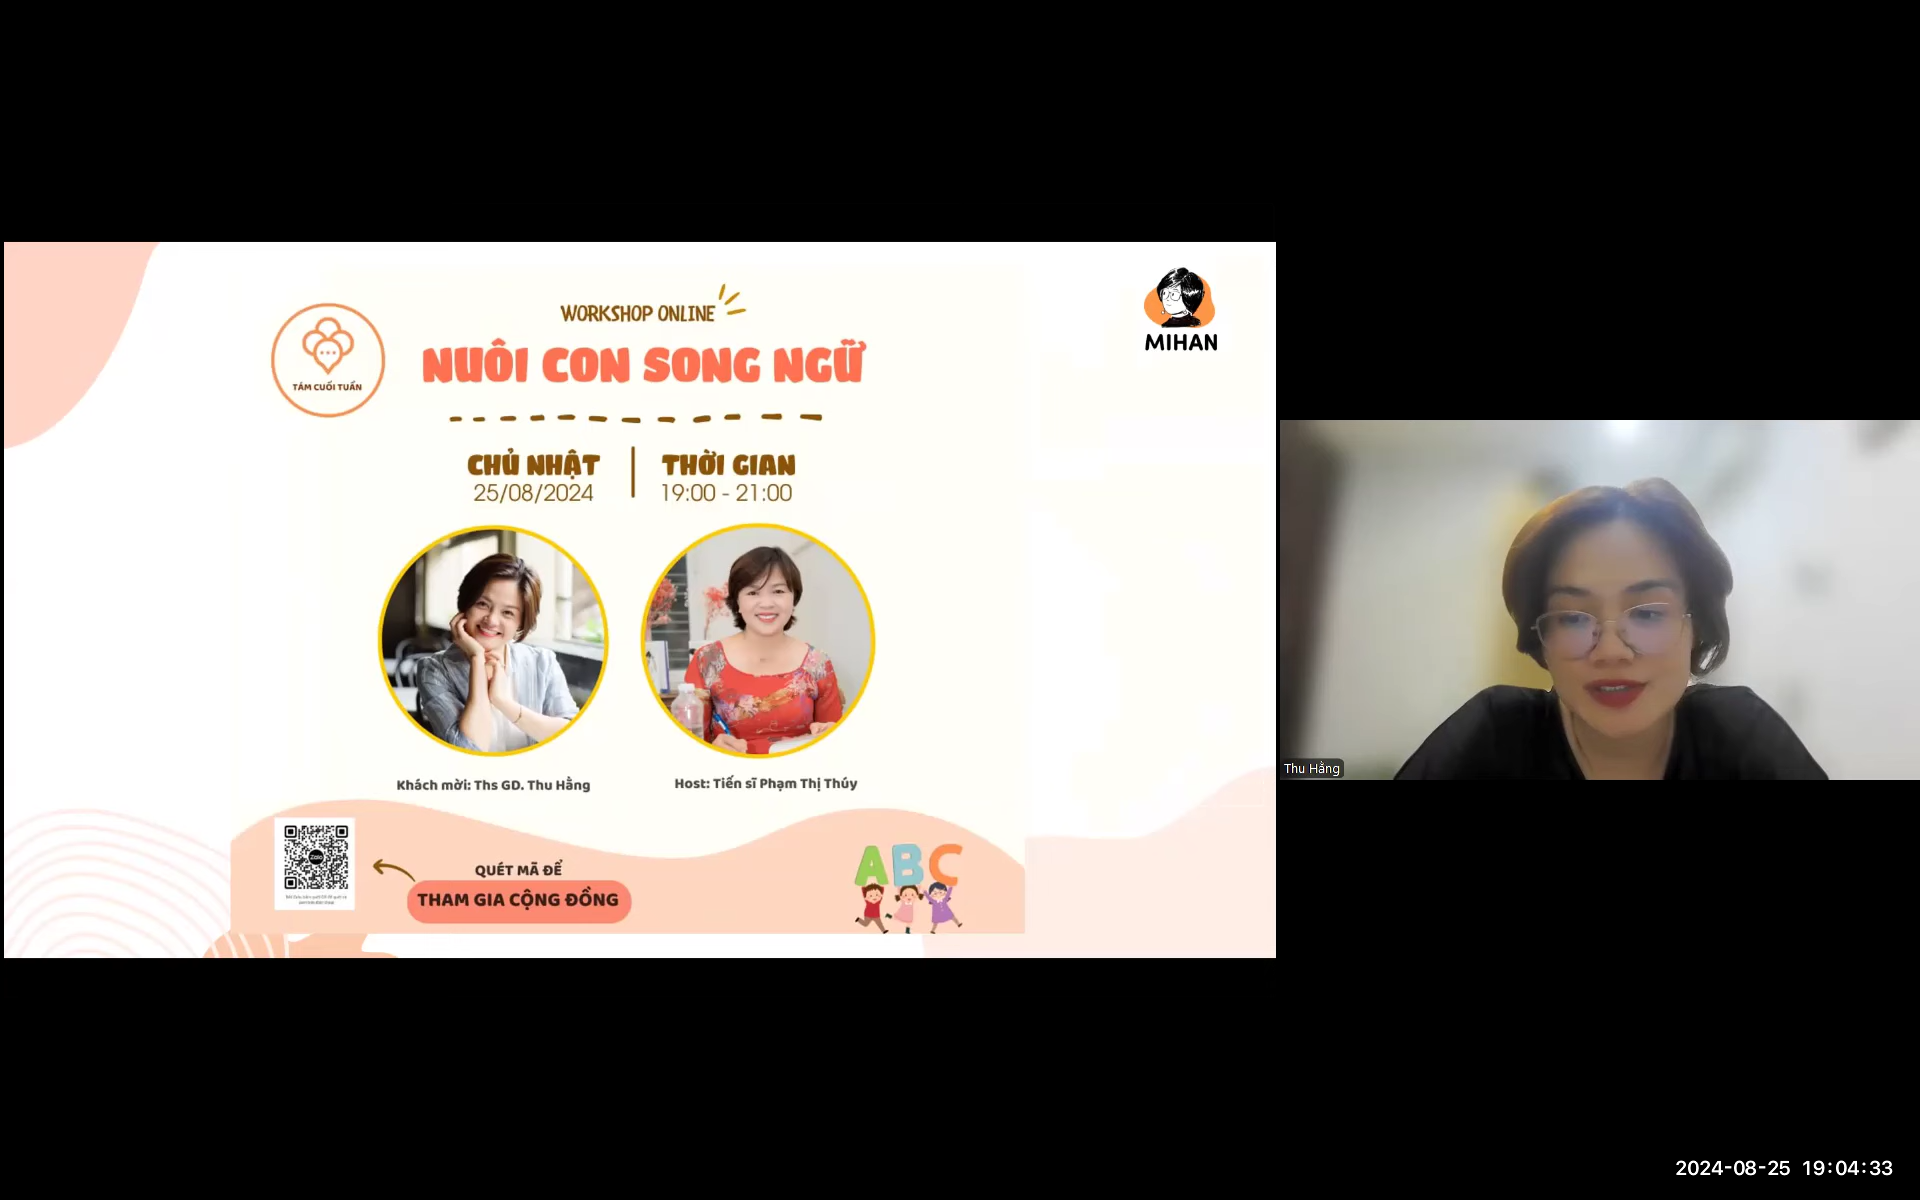 WORKSHOP ONLINE
NUÔI CON SONG NGỮ
TÁM CUỐI TUẦN
MIHAN
CHỦ NHẬT
25/08/2024
THỜI GIAN
19:00 - 21:00
Khách mời: Ths GD. Thu Hằng
Host: Tiến sĩ Phạm Thị Thúy
Zalo
QUÉT MÃ ĐỂ
THAM GIA CỘNG ĐỒNG
ABC
Thu Hằng
2024-08-25 19:04:33